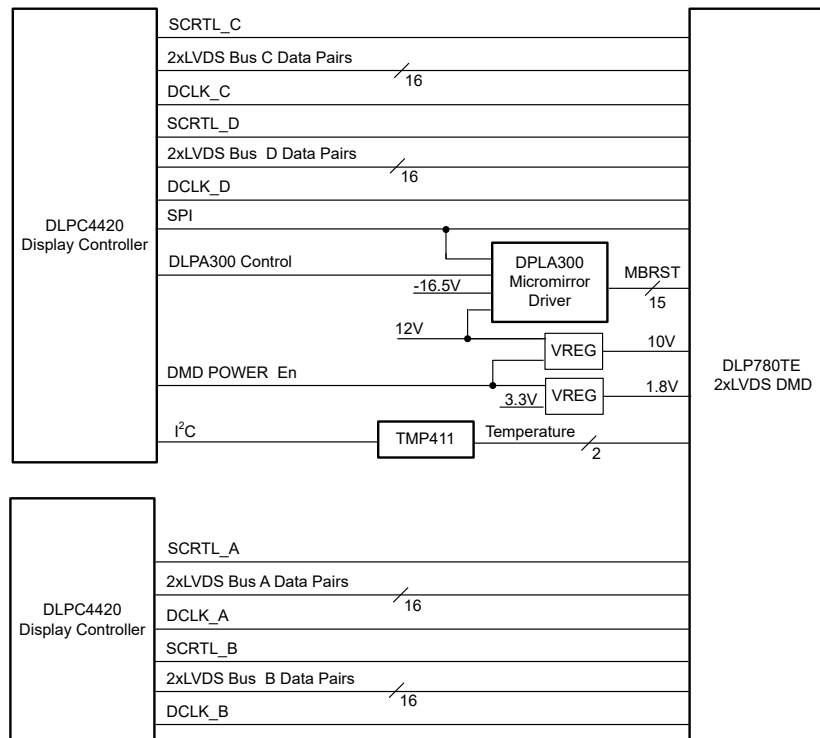 SCRTL_C
2xLVDS Bus C Data Pairs
16
DCLK_C
SCRTL_D
2xLVDS Bus D Data Pairs
16
DCLK_D
SPI
DLPC4420
Display Controller
DLPA300 Control
DPLA300
Micromirror
Driver
-16.5V
MBRST
15
12V
VREG
10V
DMD POWER En
VREG
3.3V
1.8V
DLP780TE
2xLVDS DMD
I²C
TMP411
Temperature
2
SCRTL_A
2xLVDS Bus A Data Pairs
16
DLPC4420
Display Controller
DCLK_A
SCRTL_B
2xLVDS Bus B Data Pairs
16
DCLK_B